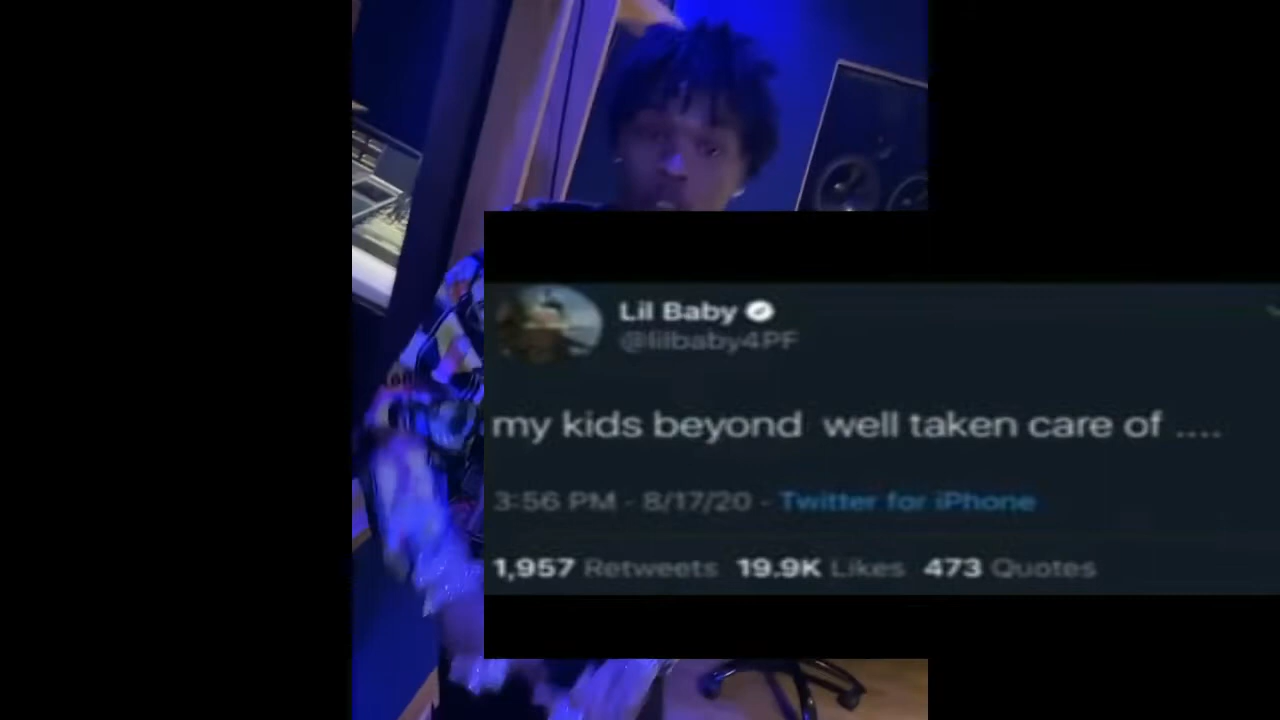 Lil Baby
@lilbaby4PF
my kids beyond well taken care of ....
3:56 PM - 8/17/20 - Twitter for iPhone
1,957 Retweets 19.9K Likes 473 Quotes